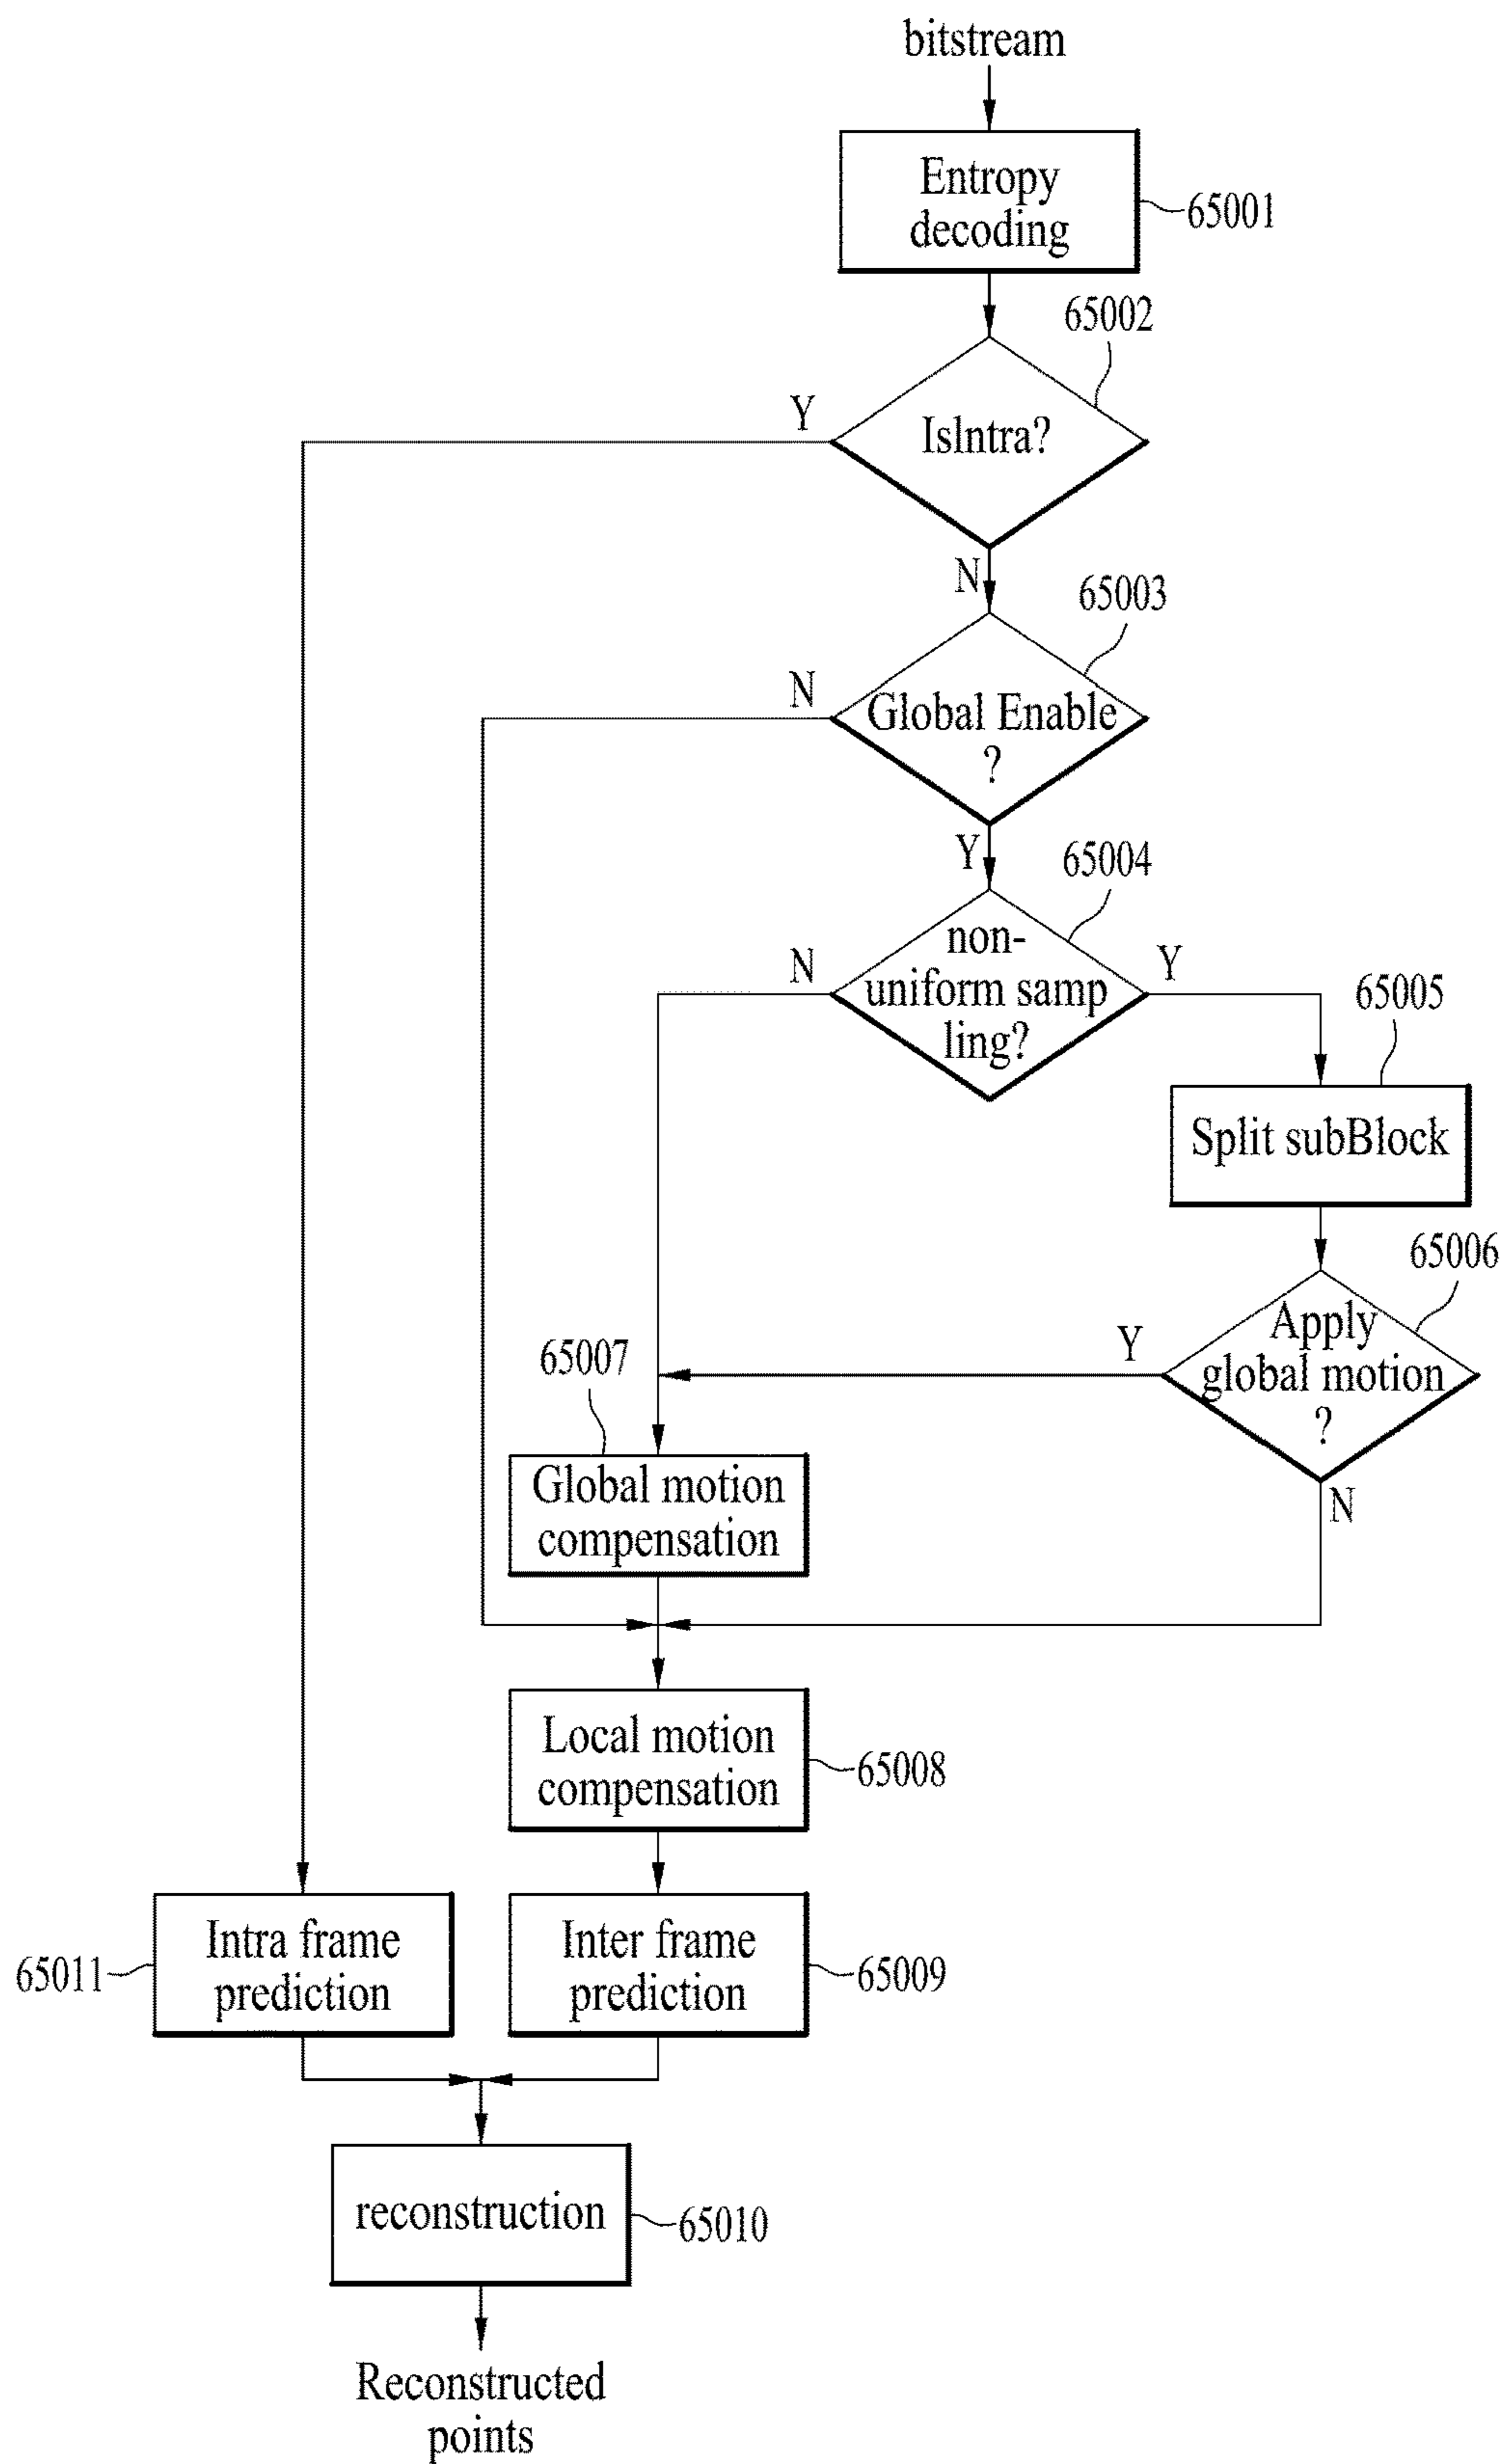 bitstream
Entropy
decoding
65001
65002
Y
IsIntra?
N
65003
N
Global Enable
?
Y
65004
N
non-
uniform samp
ling?
Y
65005
Split subBlock
65006
Apply
global motion
?
Y
N
65007
Global motion
compensation
Local motion
compensation
65008
65011
Intra frame
prediction
Inter frame
prediction
65009
reconstruction
65010
Reconstructed
points